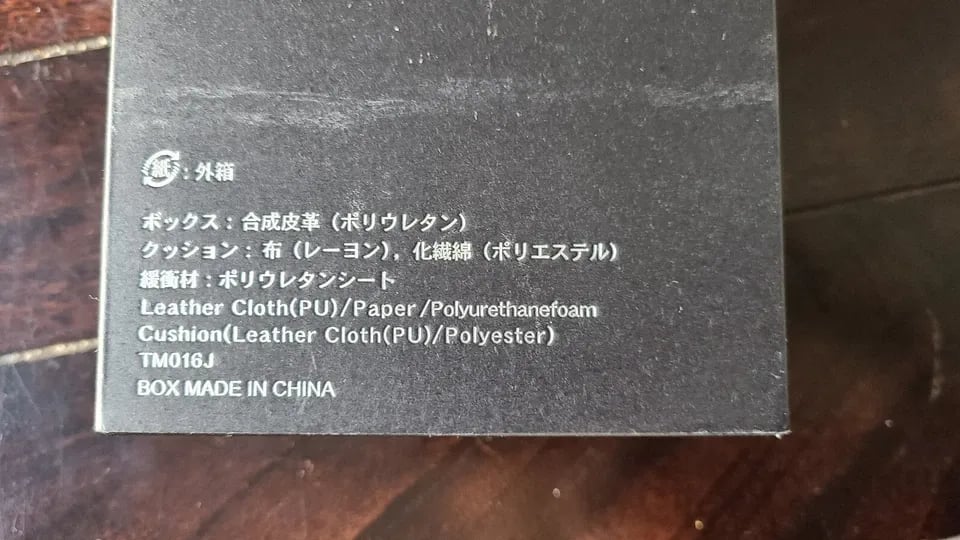 紙:外箱
ボックス:合成皮革(ポリウレタン)
クッション:布(レーヨン),化繊綿(ポリエステル)
緩衝材:ポリウレタンシート
Leather Cloth(PU)/Paper/Polyurethanefoam
Cushion(Leather Cloth(PU)/Polyester)
TM016J
BOX MADE IN CHINA